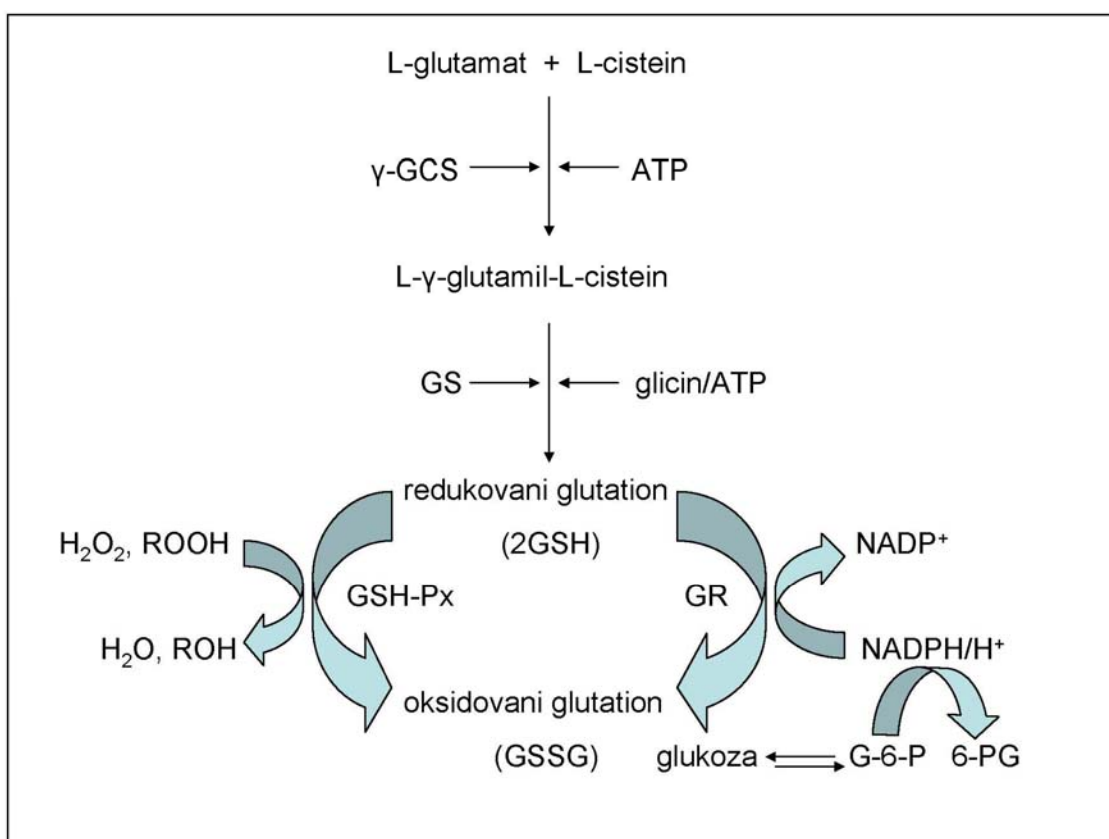 L-glutamat + L-cistein
γ-GCS ATP
L-γ-glutamil-L-cistein
GS glicin/ATP
redukovani glutation
(2GSH)
H₂O₂, ROOH NADP⁺
GSH-Px GR
H₂O, ROH NADPH/H⁺
oksidovani glutation
(GSSG) glukoza G-6-P 6-PG